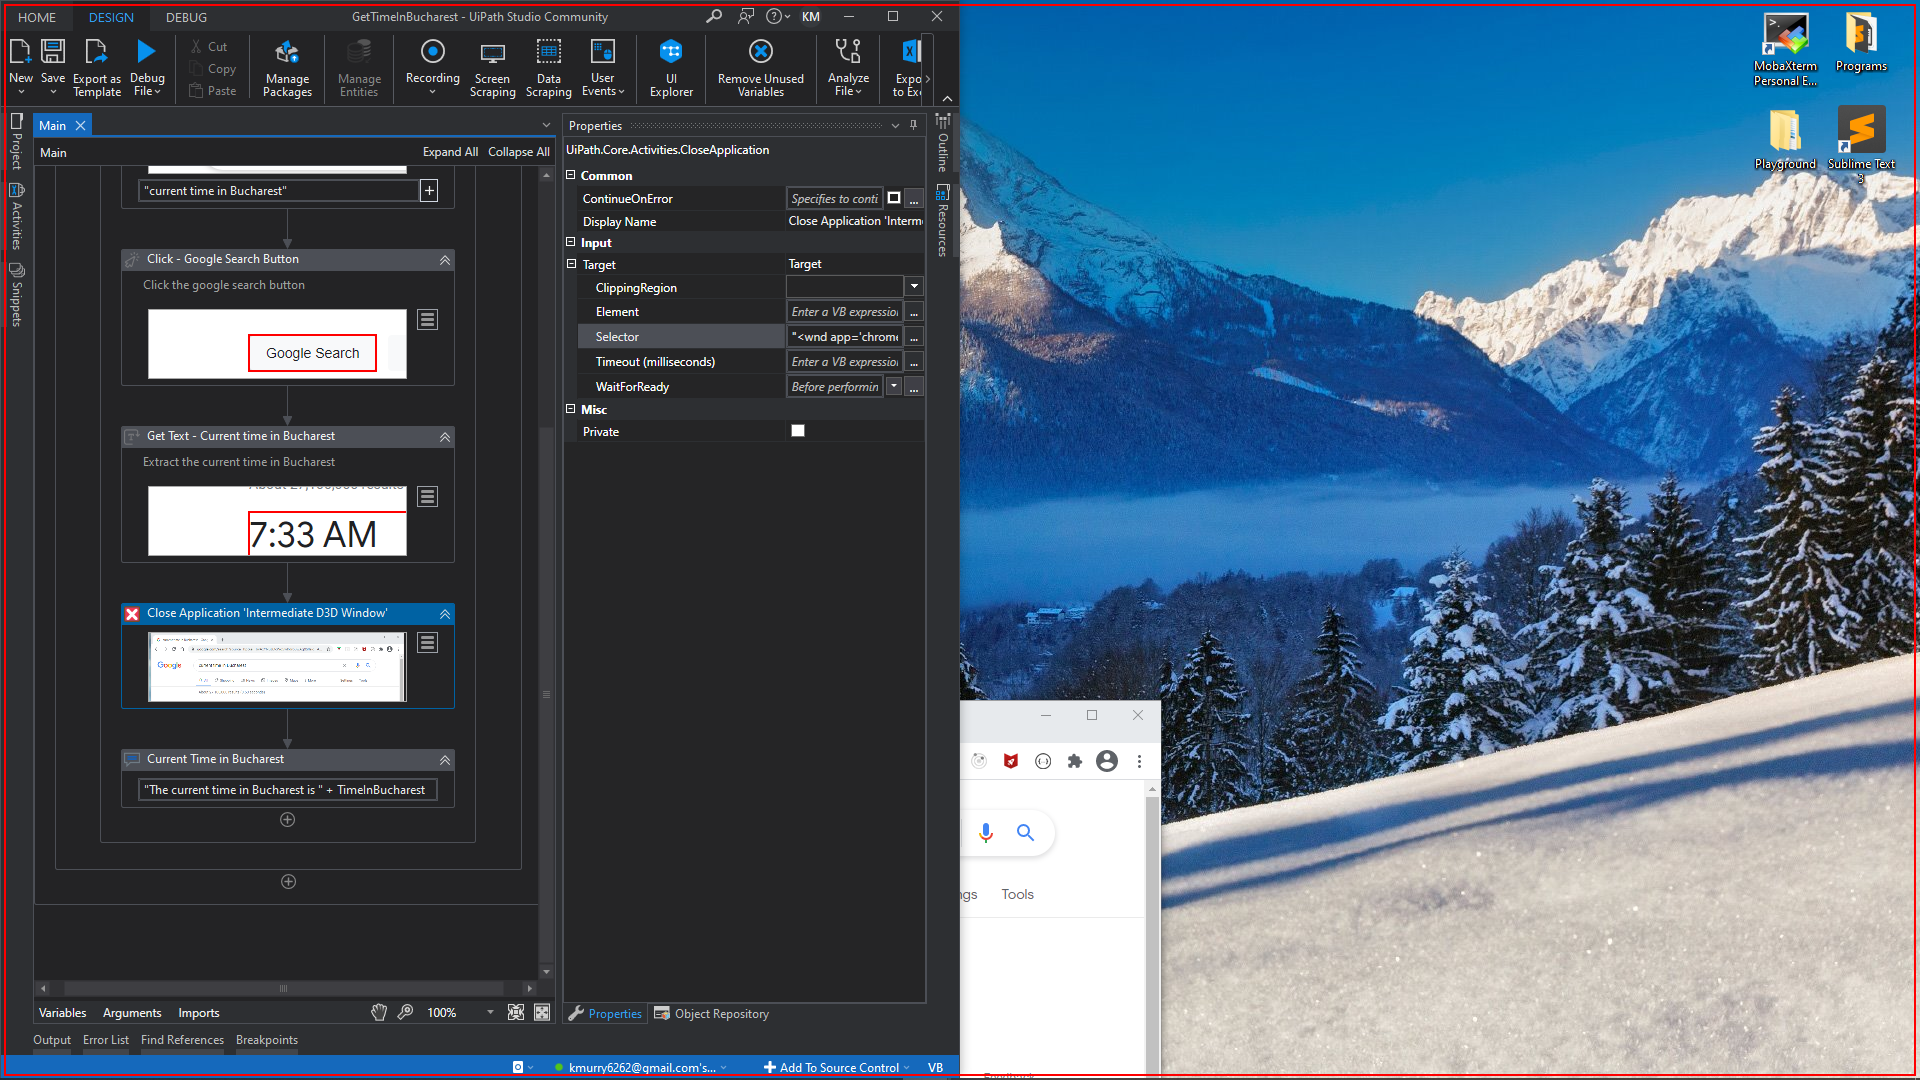 HOME
DESIGN
DEBUG
GetTimeInBucharest - UiPath Studio Community
KM
New
Save
Export as Template
Debug File
Cut
Copy
Paste
Manage Packages
Manage Entities
Recording
Screen Scraping
Data Scraping
User Events
UI Explorer
Remove Unused Variables
Analyze File
Expo
to Ex
Project
Activities
Snippets
Main
Main
Expand All
Collapse All
"current time in Bucharest"
Click - Google Search Button
Click the google search button
Google Search
Get Text - Current time in Bucharest
Extract the current time in Bucharest
7:33 AM
Close Application 'Intermediate D3D Window'
Google
Current Time in Bucharest
"The current time in Bucharest is " + TimeInBucharest
Variables
Arguments
Imports
100%
Output
Error List
Find References
Breakpoints
Properties
UiPath.Core.Activities.CloseApplication
Common
ContinueOnError
Specifies to conti
...
Display Name
Close Application 'Interm
Input
Target
Target
ClippingRegion
Element
Enter a VB expression
...
Selector
"<wnd app='chrome
...
Timeout (milliseconds)
Enter a VB expression
...
WaitForReady
Before performin
...
Misc
Private
Properties
Object Repository
Outline
Resources
kmurry6262@gmail.com's...
Add To Source Control
VB
ngs
Tools
MobaXterm Personal E...
Programs
Playground
Sublime Text 3